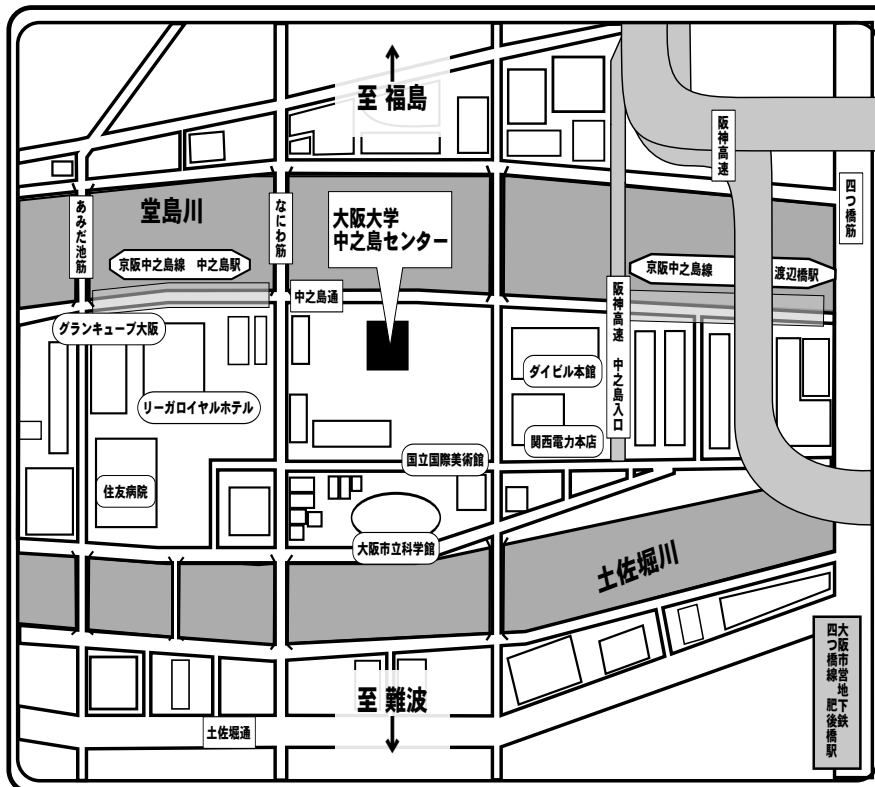 至 福島
阪神高速
四つ橋筋
あみだ池筋
堂島川
なにわ筋
大阪大学
中之島センター
京阪中之島線 中之島駅
京阪中之島線 渡辺橋駅
中之島通
阪神高速 中之島入口
グランキューブ大阪
ダイビル本館
リーガロイヤルホテル
関西電力本店
国立国際美術館
住友病院
大阪市立科学館
土佐堀川
大阪市営地下鉄
四つ橋線 肥後橋駅
至 難波
土佐堀通